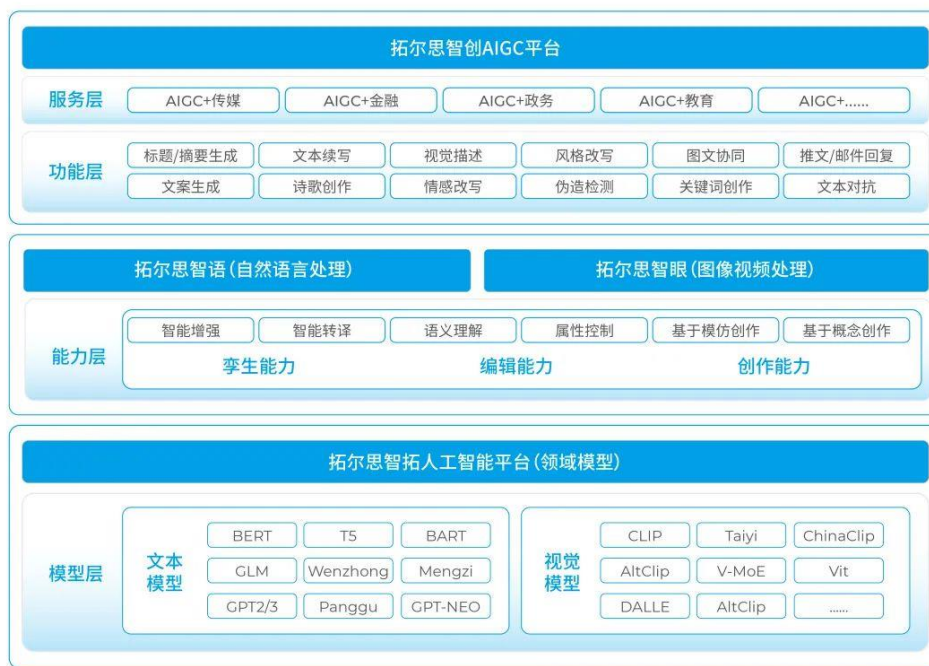 拓尔思智创AIGC平台
服务层 AIGC+传媒 AIGC+金融 AIGC+政务 AIGC+教育 AIGC+......
功能层
标题/摘要生成 文本续写 视觉描述 风格改写 图文协同 推文/邮件回复
文案生成 诗歌创作 情感改写 伪造检测 关键词创作 文本对抗
拓尔思智语(自然语言处理) 拓尔思智眼(图像视频处理)
能力层
智能增强 智能转译 语义理解 属性控制 基于模仿创作 基于概念创作
孪生能力 编辑能力 创作能力
拓尔思智拓人工智能平台(领域模型)
模型层
文本
模型
BERT T5 BART
GLM Wenzhong Mengzi
GPT2/3 Panggu GPT-NEO
视觉
模型
CLIP Taiyi ChinaClip
AltClip V-MoE Vit
DALLE AltClip ......